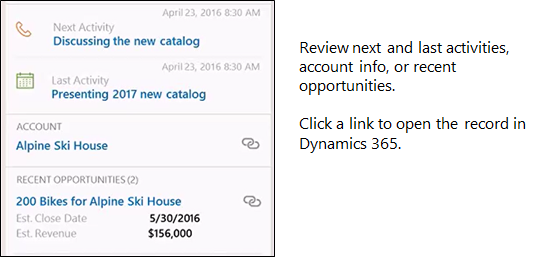 April 23, 2016 8:30 AM
Next Activity
Discussing the new catalog
April 23, 2016 8:30 AM
Last Activity
Presenting 2017 new catalog
ACCOUNT
Alpine Ski House
RECENT OPPORTUNITIES (2)
200 Bikes for Alpine Ski House
Est. Close Date 5/30/2016
Est. Revenue $156,000
Review next and last activities,
account info, or recent
opportunities.
Click a link to open the record in
Dynamics 365.